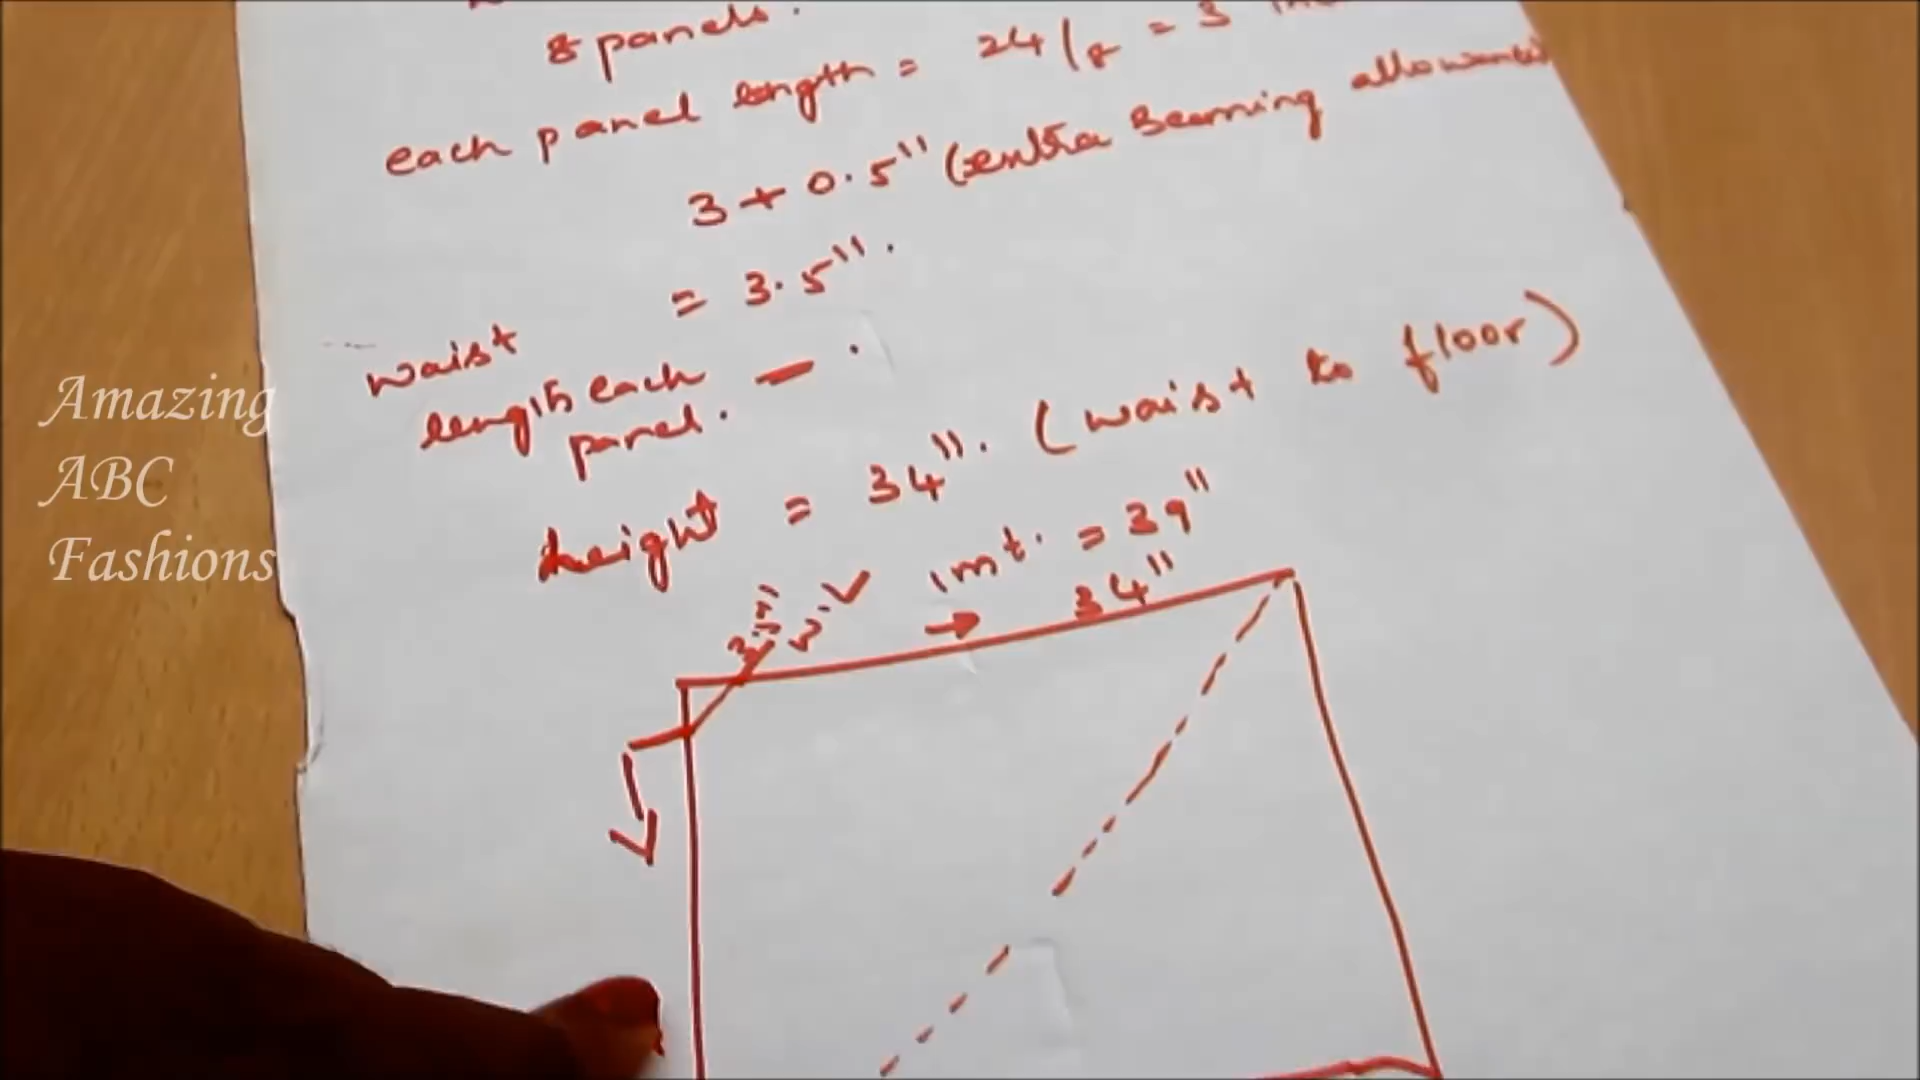 8 panels.
each panel length = 24/8 = 3
3 + 0.5" (extra seaming allowance)
= 3.5".
waist
length each —
panel.
height = 34". (waist to floor)
1mt. = 39"
3.5"
→ 34"
Amazing
ABC
Fashions